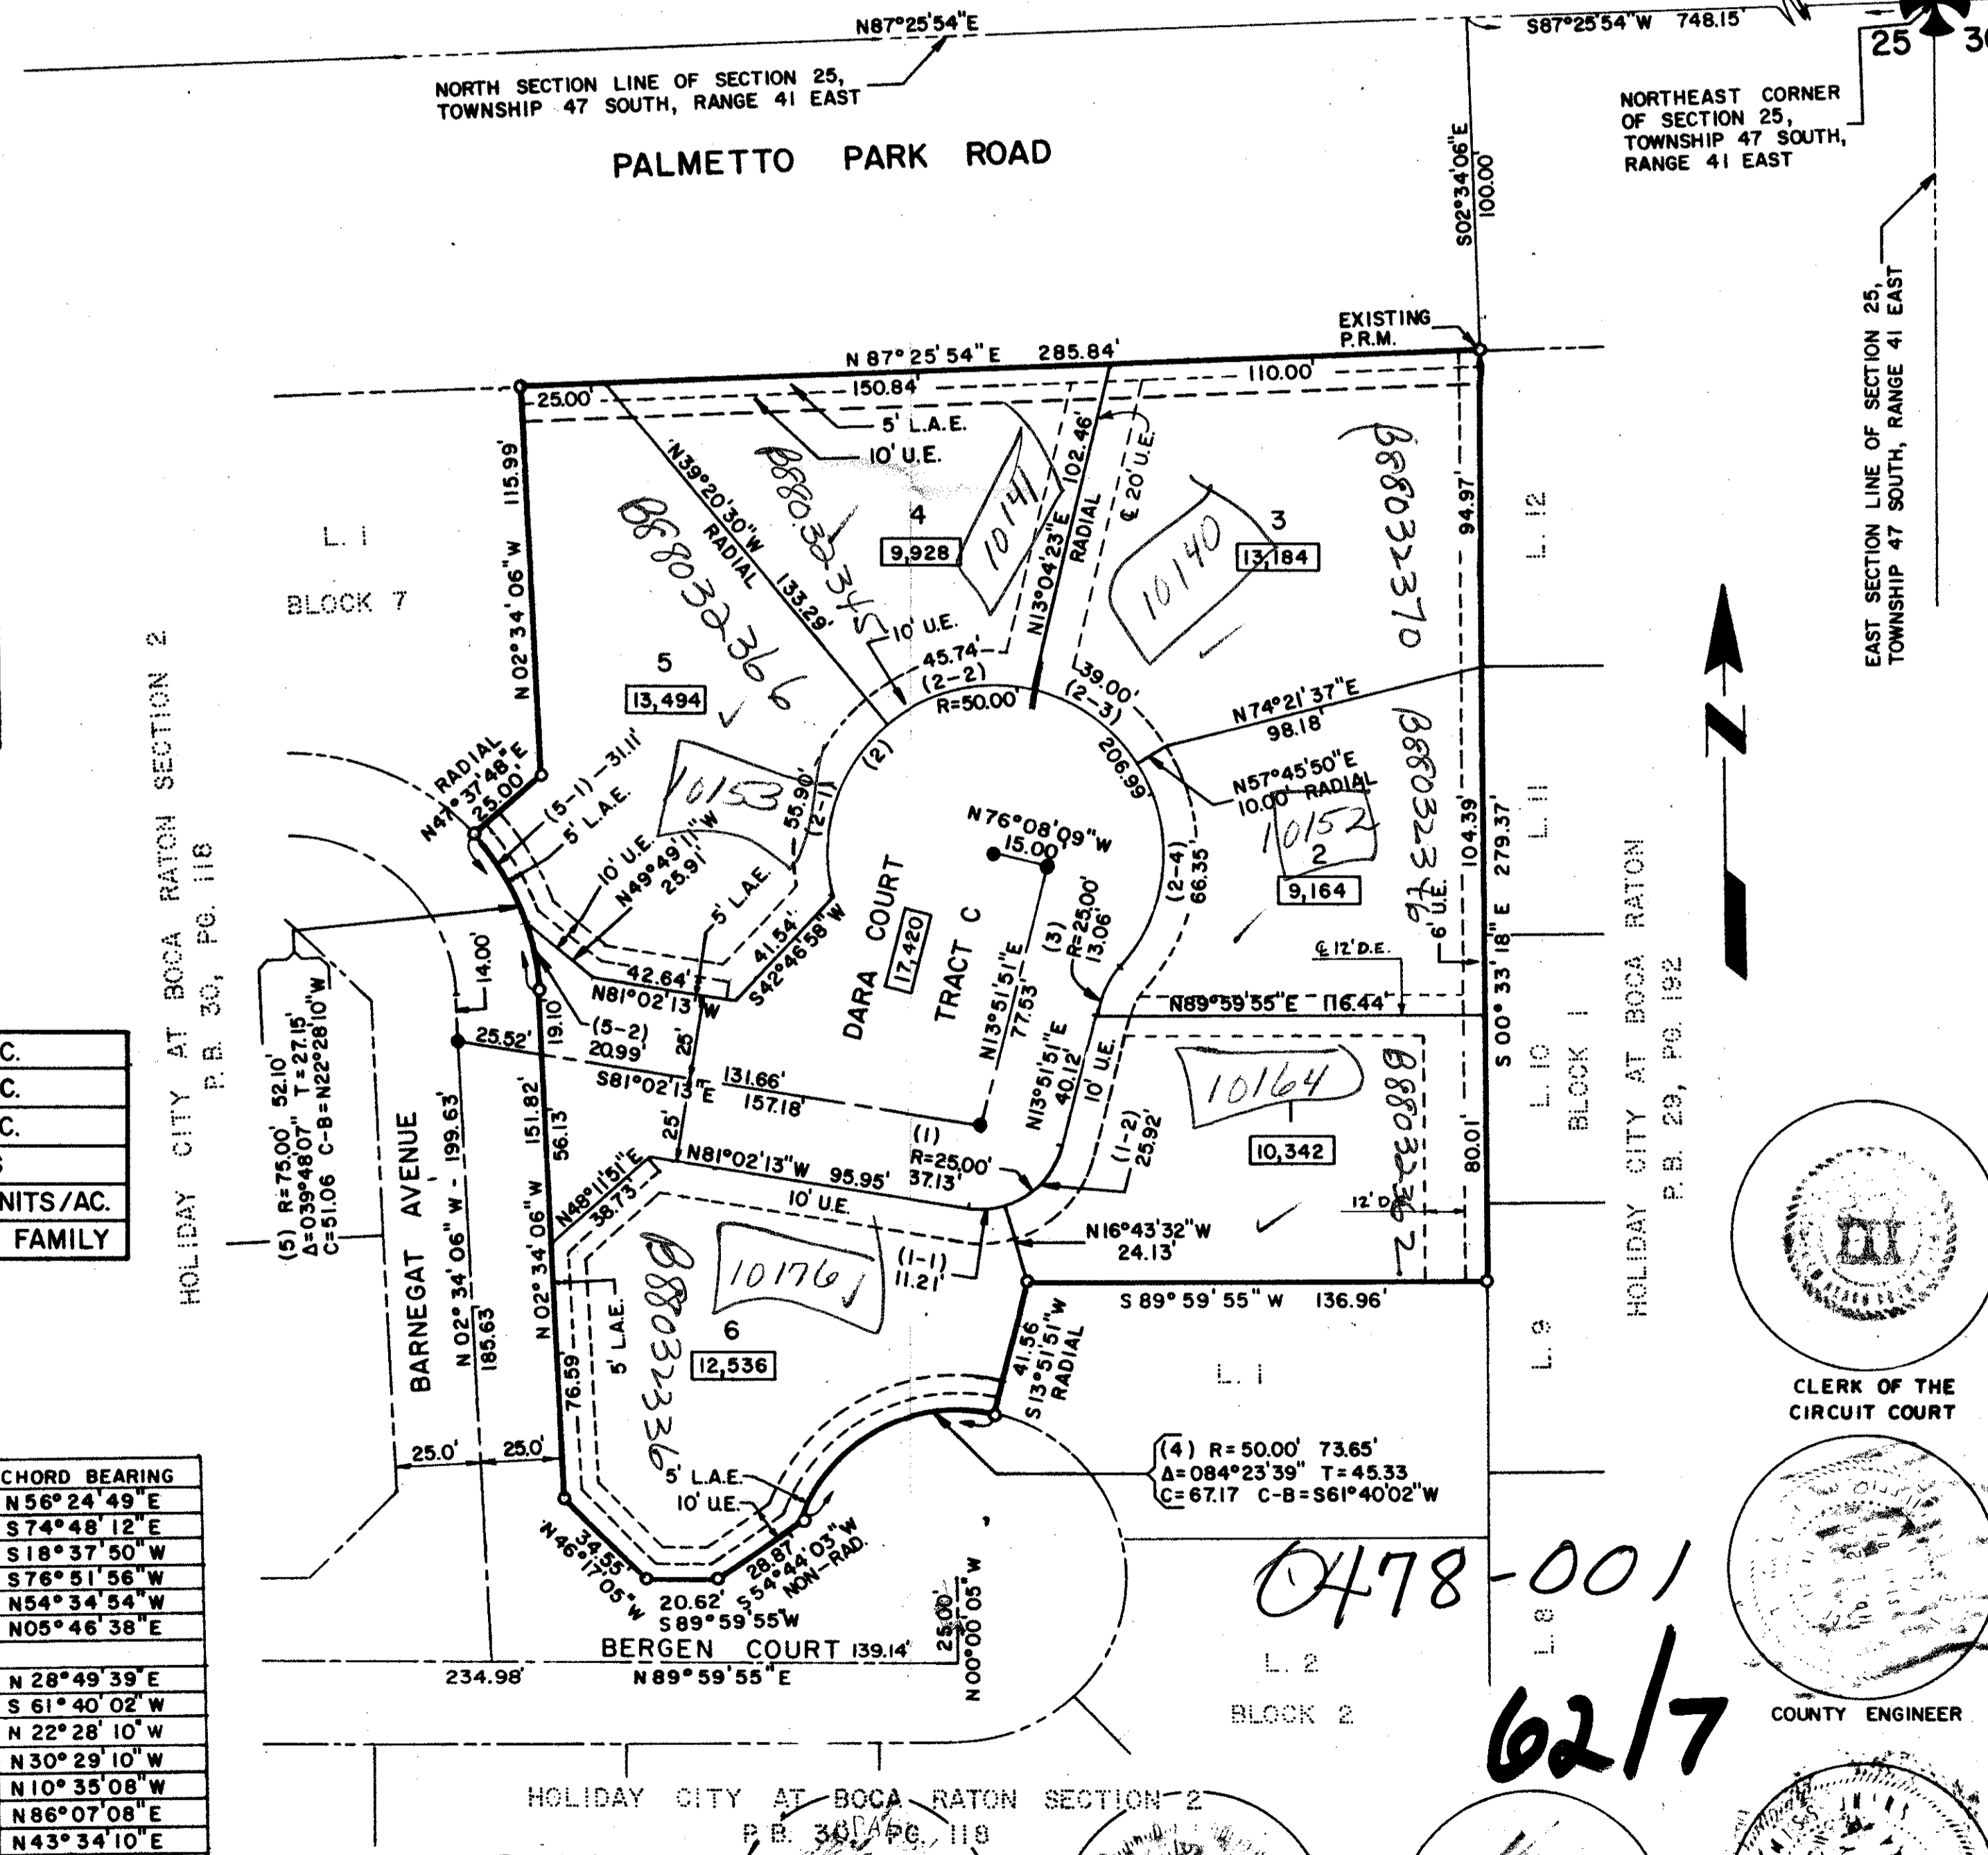 N87°25'54"E
S87°25'54"W 748.15'
25
NORTH SECTION LINE OF SECTION 25,
TOWNSHIP 47 SOUTH, RANGE 41 EAST
NORTHEAST CORNER
OF SECTION 25,
TOWNSHIP 47 SOUTH,
RANGE 41 EAST
PALMETTO PARK ROAD
S02°34'06"E
100.00'
EAST SECTION LINE OF SECTION 25,
TOWNSHIP 47 SOUTH, RANGE 41 EAST
EXISTING
P.R.M.
N 87°25'54"E 285.84'
25.00'
150.84'
110.00'
5' L.A.E.
10' U.E.
N 02°34'06"W 115.99'
N39°20'30"W
RADIAL
133.29'
B88032345
B88032366
4
9,928
10141
102.46'
N13°04'23"E
RADIAL
℄ 20' U.E.
10140
3
13,184
B88032370
94.97'
L. 12
L. 1
BLOCK 7
5
13,494
10153
10' U.E.
45.74'
(2-2)
R=50.00'
39.00'
(2-3)
206.99'
(2)
55.90'
(2-1)
N74°21'37"E
98.18'
N57°45'50"E
10.00' RADIAL
10152
2
9,164
B88032376
6' U.E.
104.39'
S 00°33'18"E 279.37'
L. 11
N
RADIAL
N47°37'48"E
25.00'
(5-1) 31.11'
5' L.A.E.
10' U.E.
N49°49'11"W
25.91'
5' L.A.E.
41.54'
S42°46'58"W
42.64'
N81°02'13"W
N76°08'09"W
15.00'
DARA COURT
17,420
TRACT C
N13°51'51"E
77.53'
(3)
R=25.00'
13.06'
(2-4)
66.35'
℄ 12' D.E.
N89°59'55"E 116.44'
N13°51'51"E
40.12'
10' U.E.
HOLIDAY CITY AT BOCA RATON SECTION 2
P.B. 30, PG. 118
(5) R=75.00' 52.10'
Δ=039°48'07" T=27.15'
C=51.06 C-B=N22°28'10"W
14.00'
25.52'
19.10'
(5-2)
20.99'
25'
S81°02'13"E
131.66'
157.18'
25'
151.82'
56.13'
N 02°34'06"W
BARNEGAT AVENUE
N 02°34'06"W - 199.63'
185.63'
N48°11'51"E
38.73'
N81°02'13"W 95.95'
10' U.E.
(1)
R=25.00'
37.13'
(1-2)
25.92'
10164
1
10,342
B88032362
80.01'
L. 10
BLOCK 1
HOLIDAY CITY AT BOCA RATON
P.B. 29, PG. 192
N16°43'32"W
24.13'
(1-1)
11.21'
10176
B88032336
6
12,536
5' L.A.E.
76.59'
S 89°59'55"W 136.96'
41.56'
S13°51'51"W
RADIAL
L. 1
L. 9
25.0'
25.0'
5' L.A.E.
10' U.E.
34.55'
N46°17'05"W
20.62'
S89°59'55"W
28.87'
S54°44'03"W
NON-RAD.
(4) R=50.00' 73.65'
Δ=084°23'39" T=45.33
C=67.17 C-B=S61°40'02"W
BERGEN COURT 139.14'
234.98'
N89°59'55"E
25.00'
N00°00'05"W
0478-001
62/7
L. 2
BLOCK 2
L. 8
CLERK OF THE
CIRCUIT COURT
COUNTY ENGINEER
C.
C.
C.
NITS/AC.
FAMILY
CHORD BEARING
N56°24'49"E
S74°48'12"E
S18°37'50"W
S76°51'56"W
N54°34'54"W
N05°46'38"E
N28°49'39"E
S61°40'02"W
N22°28'10"W
N30°29'10"W
N10°35'08"W
N86°07'08"E
N43°34'10"E
HOLIDAY CITY AT BOCA RATON SECTION 2
P.B. 30, PG. 118